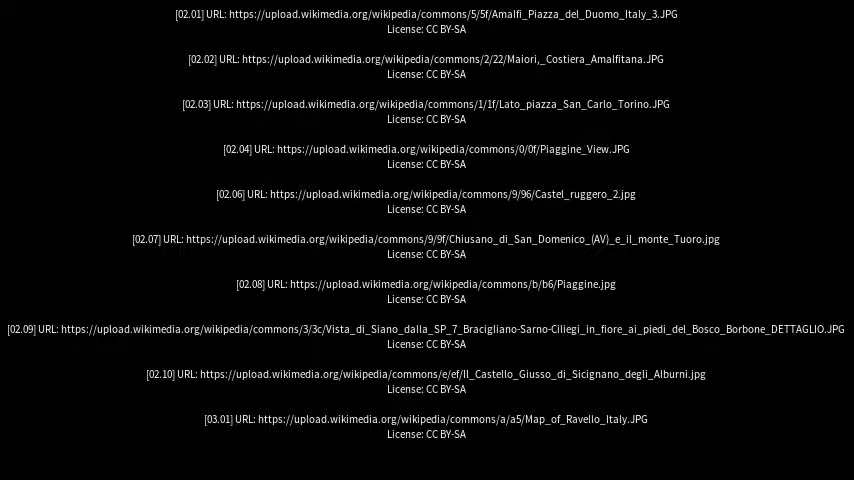 [02.01] URL: https://upload.wikimedia.org/wikipedia/commons/5/5f/Amalfi_Piazza_del_Duomo_Italy_3.JPG
License: CC BY-SA
[02.02] URL: https://upload.wikimedia.org/wikipedia/commons/2/22/Maiori,_Costiera_Amalfitana.JPG
License: CC BY-SA
[02.03] URL: https://upload.wikimedia.org/wikipedia/commons/1/1f/Lato_piazza_San_Carlo_Torino.JPG
License: CC BY-SA
[02.04] URL: https://upload.wikimedia.org/wikipedia/commons/0/0f/Piaggine_View.JPG
License: CC BY-SA
[02.06] URL: https://upload.wikimedia.org/wikipedia/commons/9/96/Castel_ruggero_2.jpg
License: CC BY-SA
[02.07] URL: https://upload.wikimedia.org/wikipedia/commons/9/9f/Chiusano_di_San_Domenico_(AV)_e_il_monte_Tuoro.jpg
License: CC BY-SA
[02.08] URL: https://upload.wikimedia.org/wikipedia/commons/b/b6/Piaggine.jpg
License: CC BY-SA
[02.09] URL: https://upload.wikimedia.org/wikipedia/commons/3/3c/Vista_di_Siano_dalla_SP_7_Bracigliano-Sarno-Ciliegi_in_fiore_ai_piedi_del_Bosco_Borbone_DETTAGLIO.JPG
License: CC BY-SA
[02.10] URL: https://upload.wikimedia.org/wikipedia/commons/e/ef/Il_Castello_Giusso_di_Sicignano_degli_Alburni.jpg
License: CC BY-SA
[03.01] URL: https://upload.wikimedia.org/wikipedia/commons/a/a5/Map_of_Ravello_Italy.JPG
License: CC BY-SA